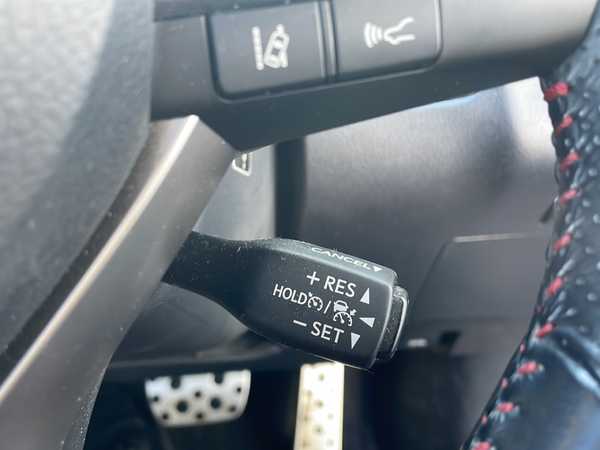 CANCEL
+ RES
HOLD /
− SET